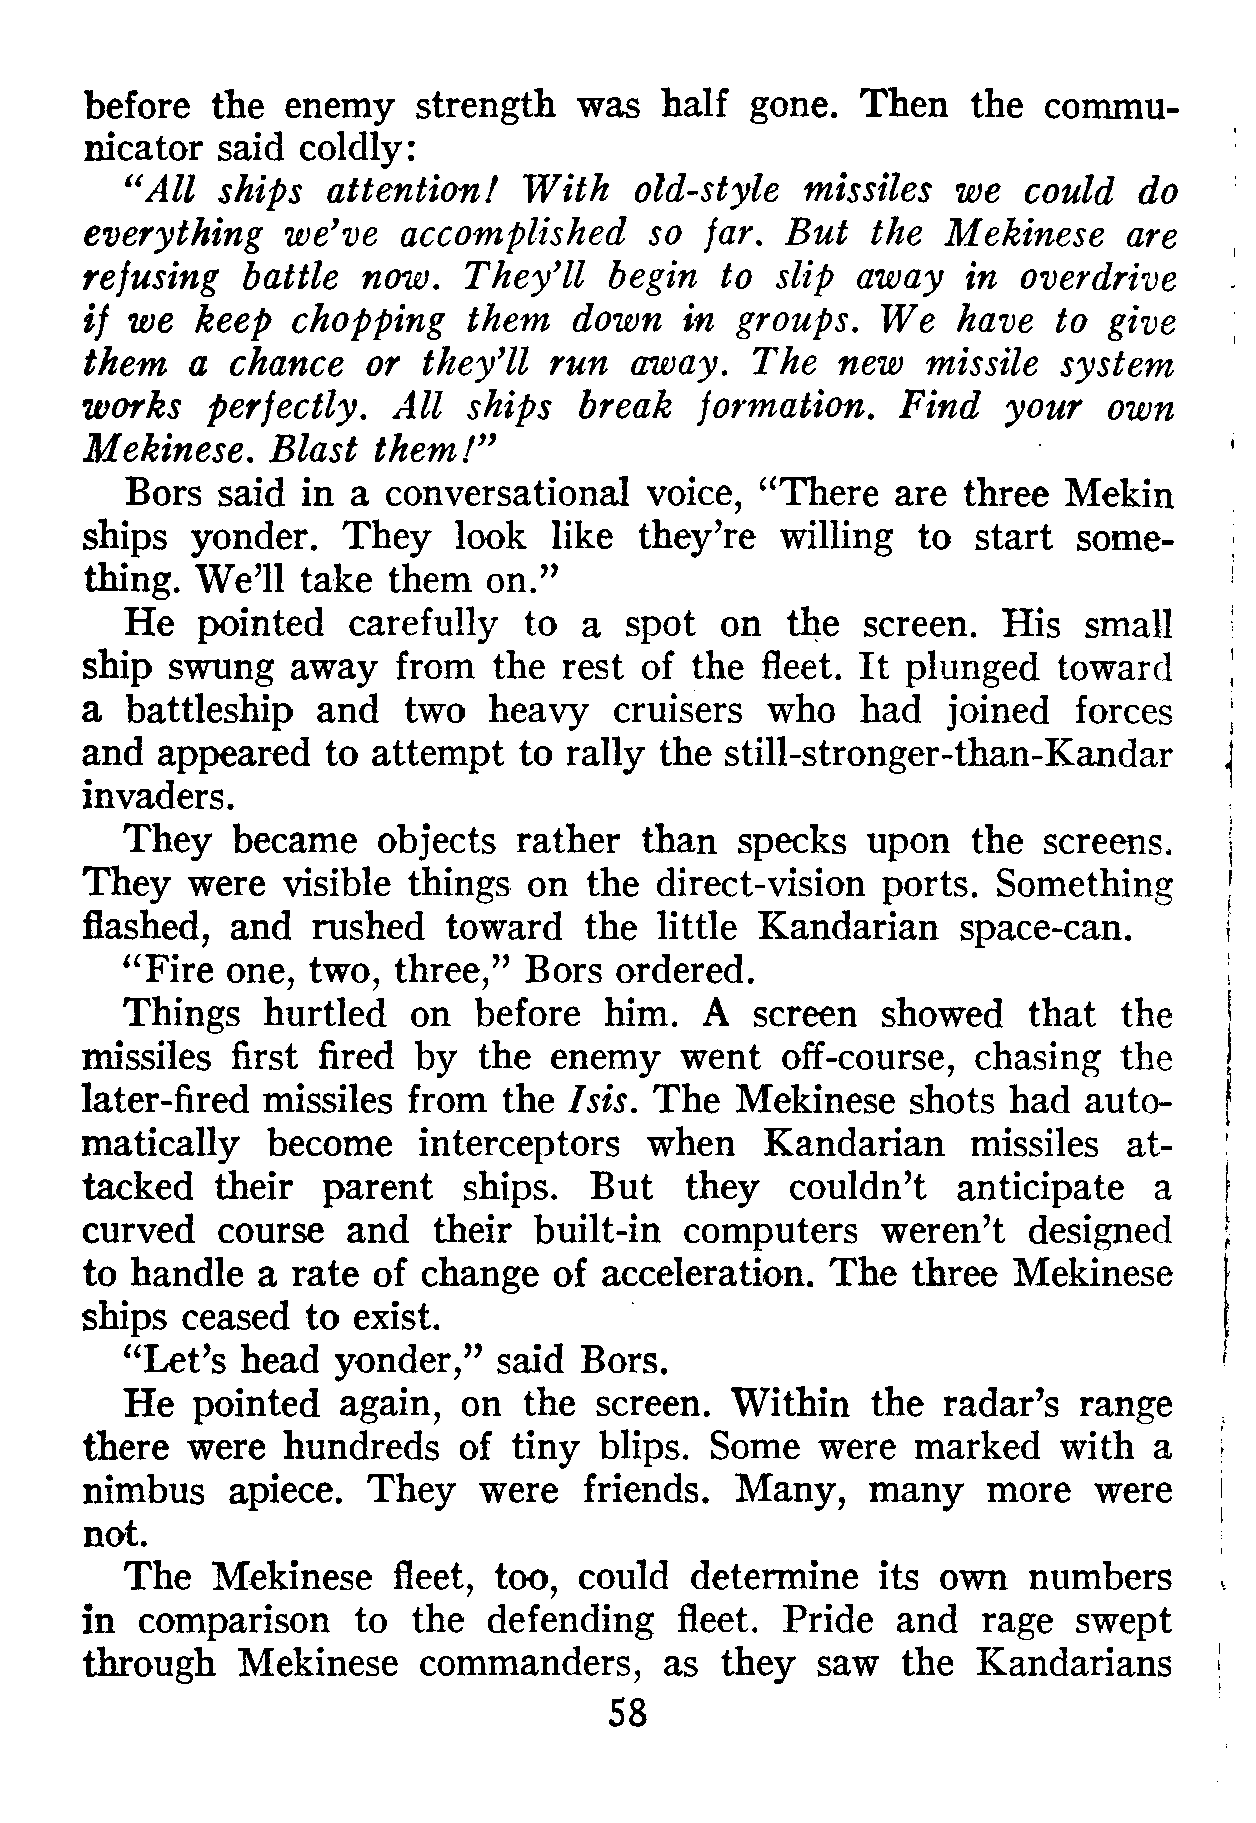 before the enemy strength was half gone. Then the commu-
nicator said coldly:
“All ships attention! With old-style missiles we could do
everything we’ve accomplished so far. But the Mekinese are
refusing battle now. They’ll begin to slip away in overdrive
if we keep chopping them down in groups. We have to give
them a chance or they’ll run away. The new missile system
works perfectly. All ships break formation. Find your own
Mekinese. Blast them!”
Bors said in a conversational voice, “There are three Mekin
ships yonder. They look like they’re willing to start some-
thing. We’ll take them on.”
He pointed carefully to a spot on the screen. His small
ship swung away from the rest of the fleet. It plunged toward
a battleship and two heavy cruisers who had joined forces
and appeared to attempt to rally the still-stronger-than-Kandar
invaders.
They became objects rather than specks upon the screens.
They were visible things on the direct-vision ports. Something
flashed, and rushed toward the little Kandarian space-can.
“Fire one, two, three,” Bors ordered.
Things hurtled on before him. A screen showed that the
missiles first fired by the enemy went off-course, chasing the
later-fired missiles from the Isis. The Mekinese shots had auto-
matically become interceptors when Kandarian missiles at-
tacked their parent ships. But they couldn’t anticipate a
curved course and their built-in computers weren’t designed
to handle a rate of change of acceleration. The three Mekinese
ships ceased to exist.
“Let’s head yonder,” said Bors.
He pointed again, on the screen. Within the radar’s range
there were hundreds of tiny blips. Some were marked with a
nimbus apiece. They were friends. Many, many more were
not.
The Mekinese fleet, too, could determine its own numbers
in comparison to the defending fleet. Pride and rage swept
through Mekinese commanders, as they saw the Kandarians
58